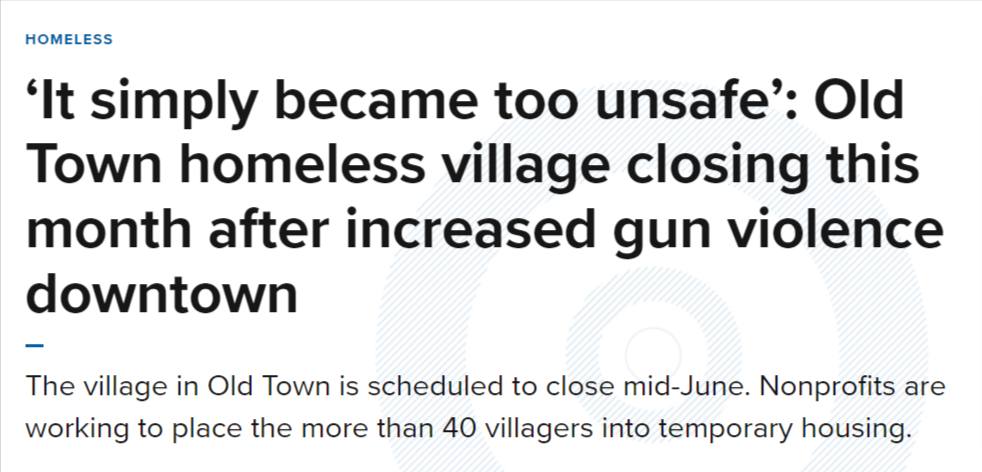 HOMELESS
‘It simply became too unsafe’: Old
Town homeless village closing this
month after increased gun violence
downtown
The village in Old Town is scheduled to close mid-June. Nonprofits are
working to place the more than 40 villagers into temporary housing.